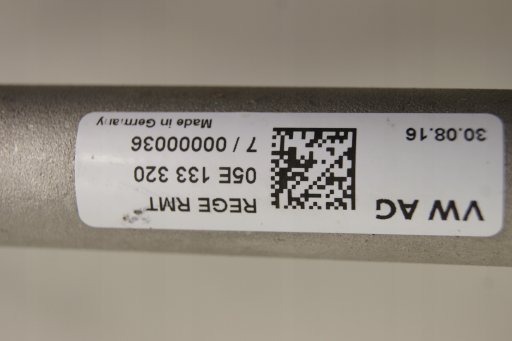 VW AG
30.08.16
REGE RMT
05E 133 320
7 / 00000036
Made in Germany